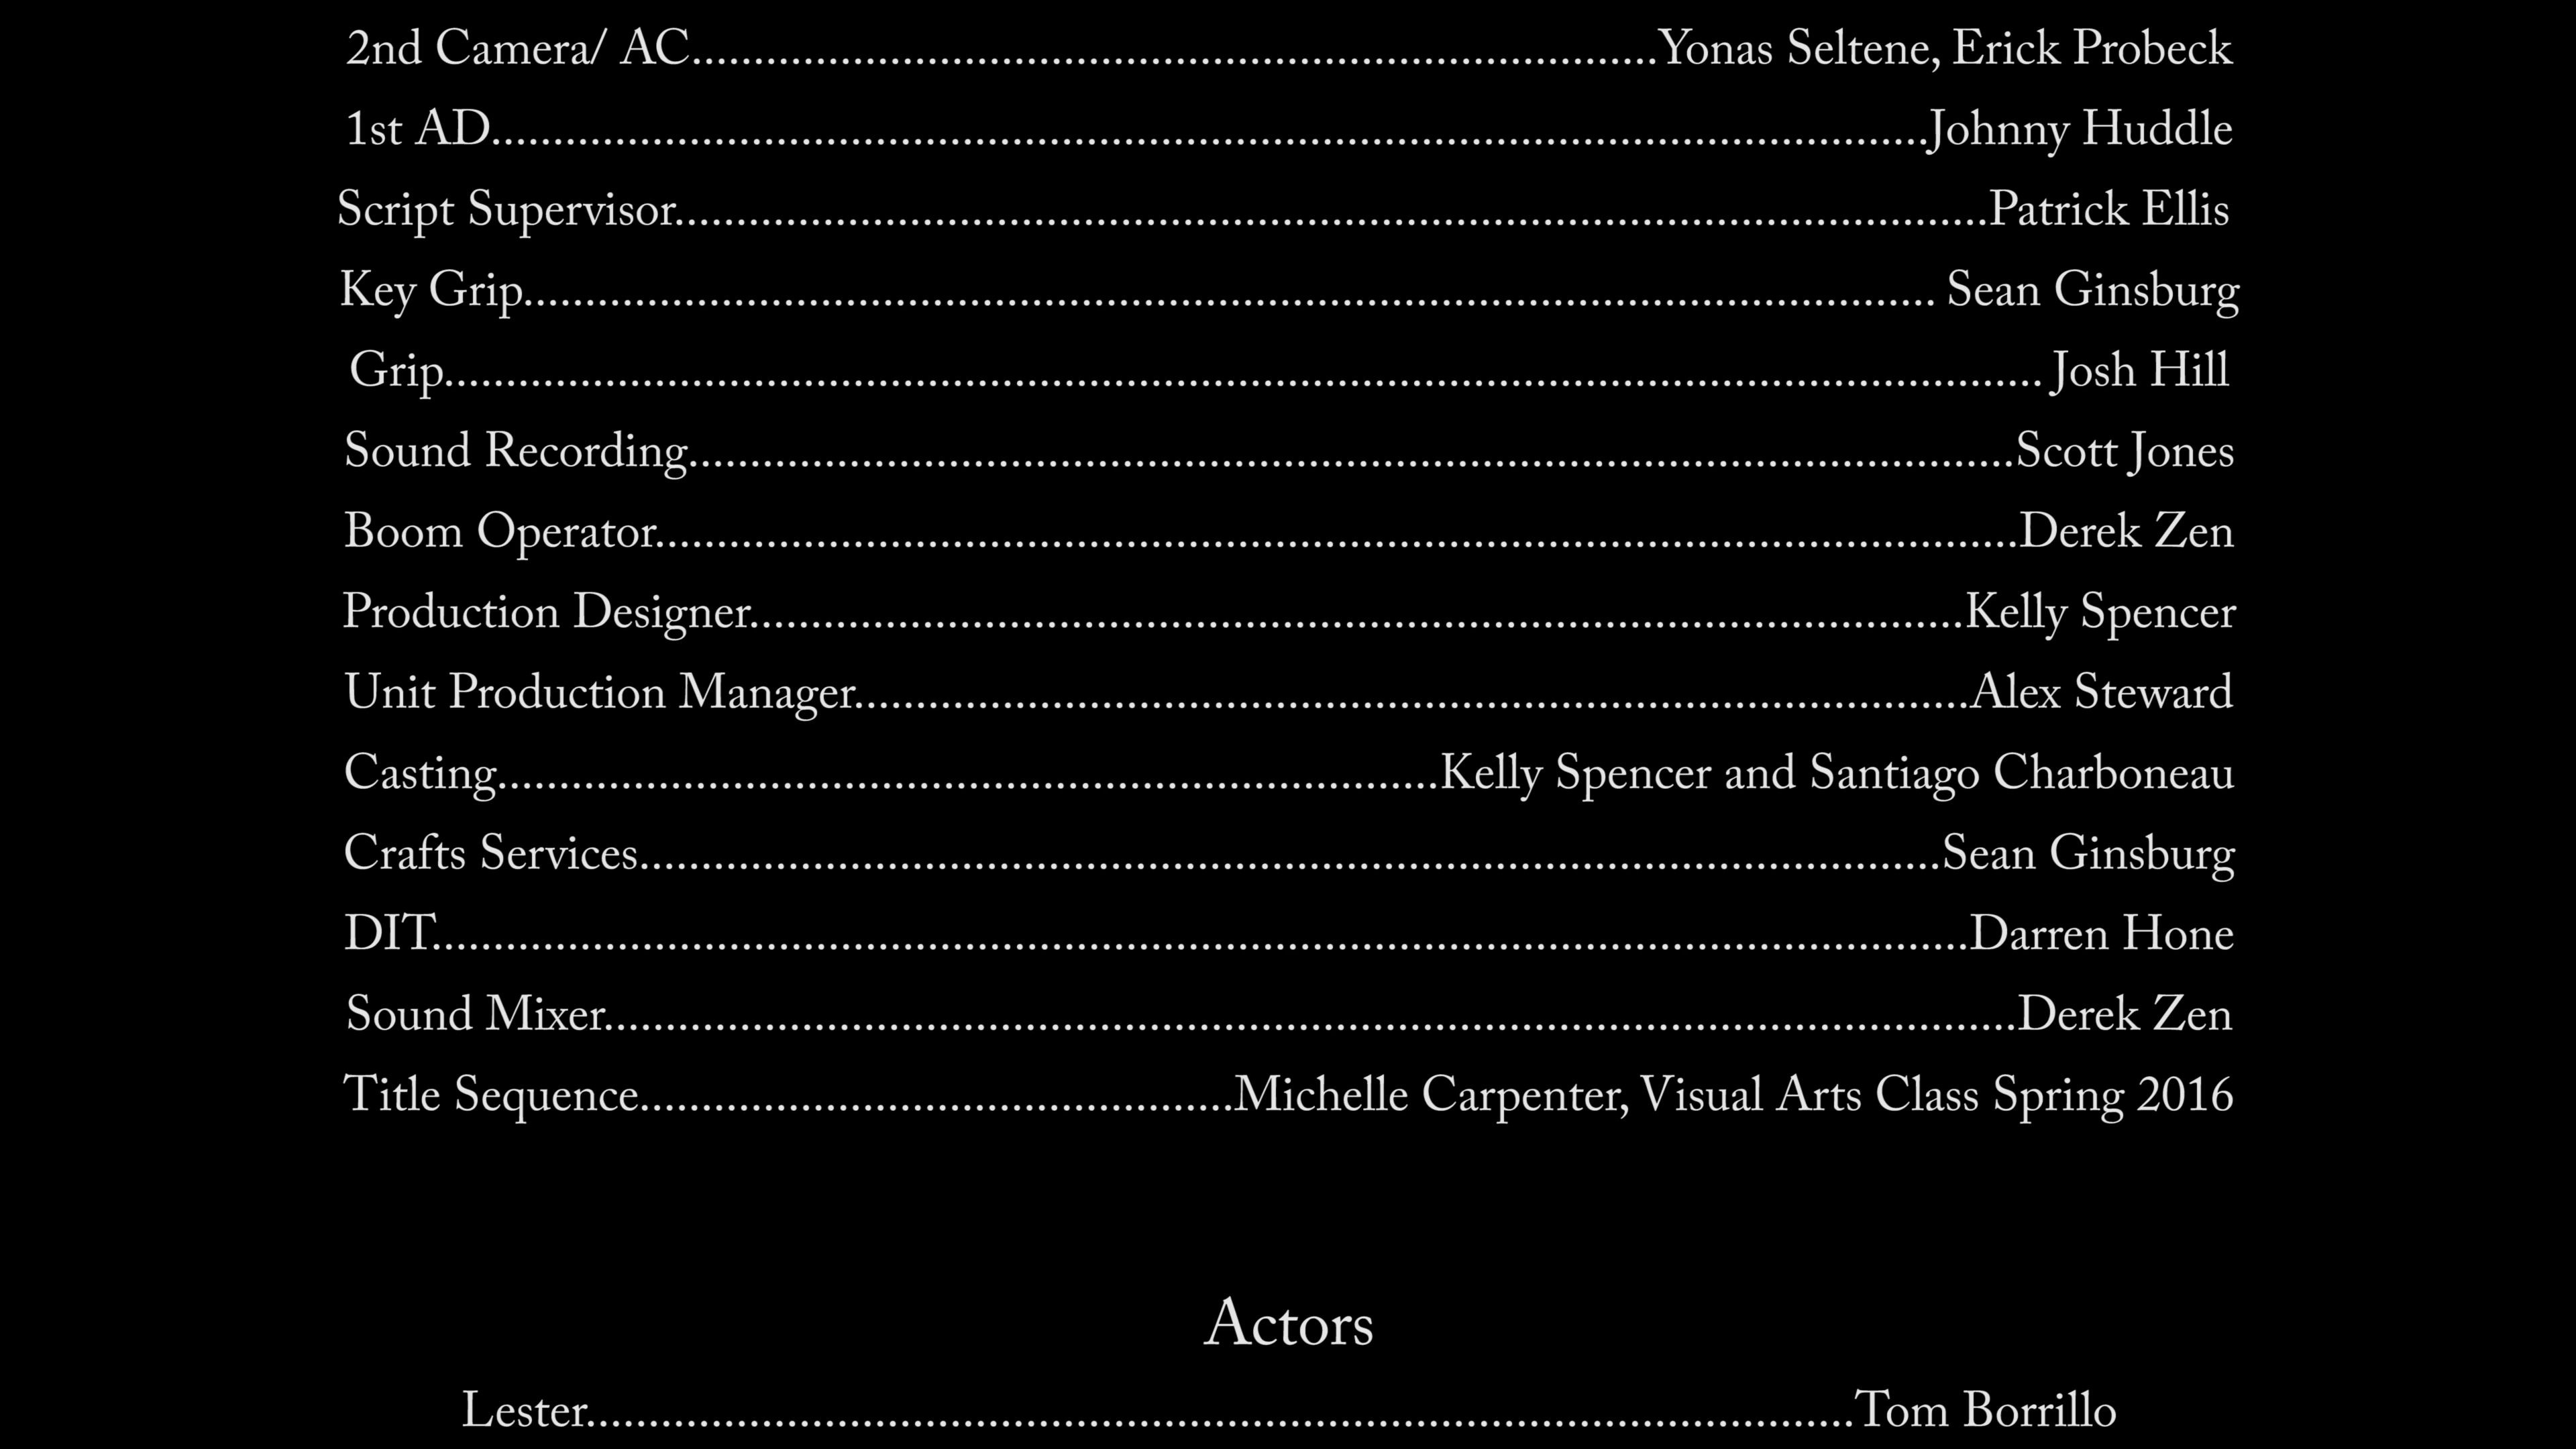 2nd Camera/ AC..............................................................................Yonas Seltene, Erick Probeck
1st AD....................................................................................................................Johnny Huddle
Script Supervisor..........................................................................................................Patrick Ellis
Key Grip.................................................................................................................. Sean Ginsburg
Grip................................................................................................................................. Josh Hill
Sound Recording...........................................................................................................Scott Jones
Boom Operator..............................................................................................................Derek Zen
Production Designer..................................................................................................Kelly Spencer
Unit Production Manager..........................................................................................Alex Steward
Casting............................................................................Kelly Spencer and Santiago Charboneau
Crafts Services.........................................................................................................Sean Ginsburg
DIT............................................................................................................................Darren Hone
Sound Mixer..................................................................................................................Derek Zen
Title Sequence................................................Michelle Carpenter, Visual Arts Class Spring 2016
Actors
Lester......................................................................................................Tom Borrillo